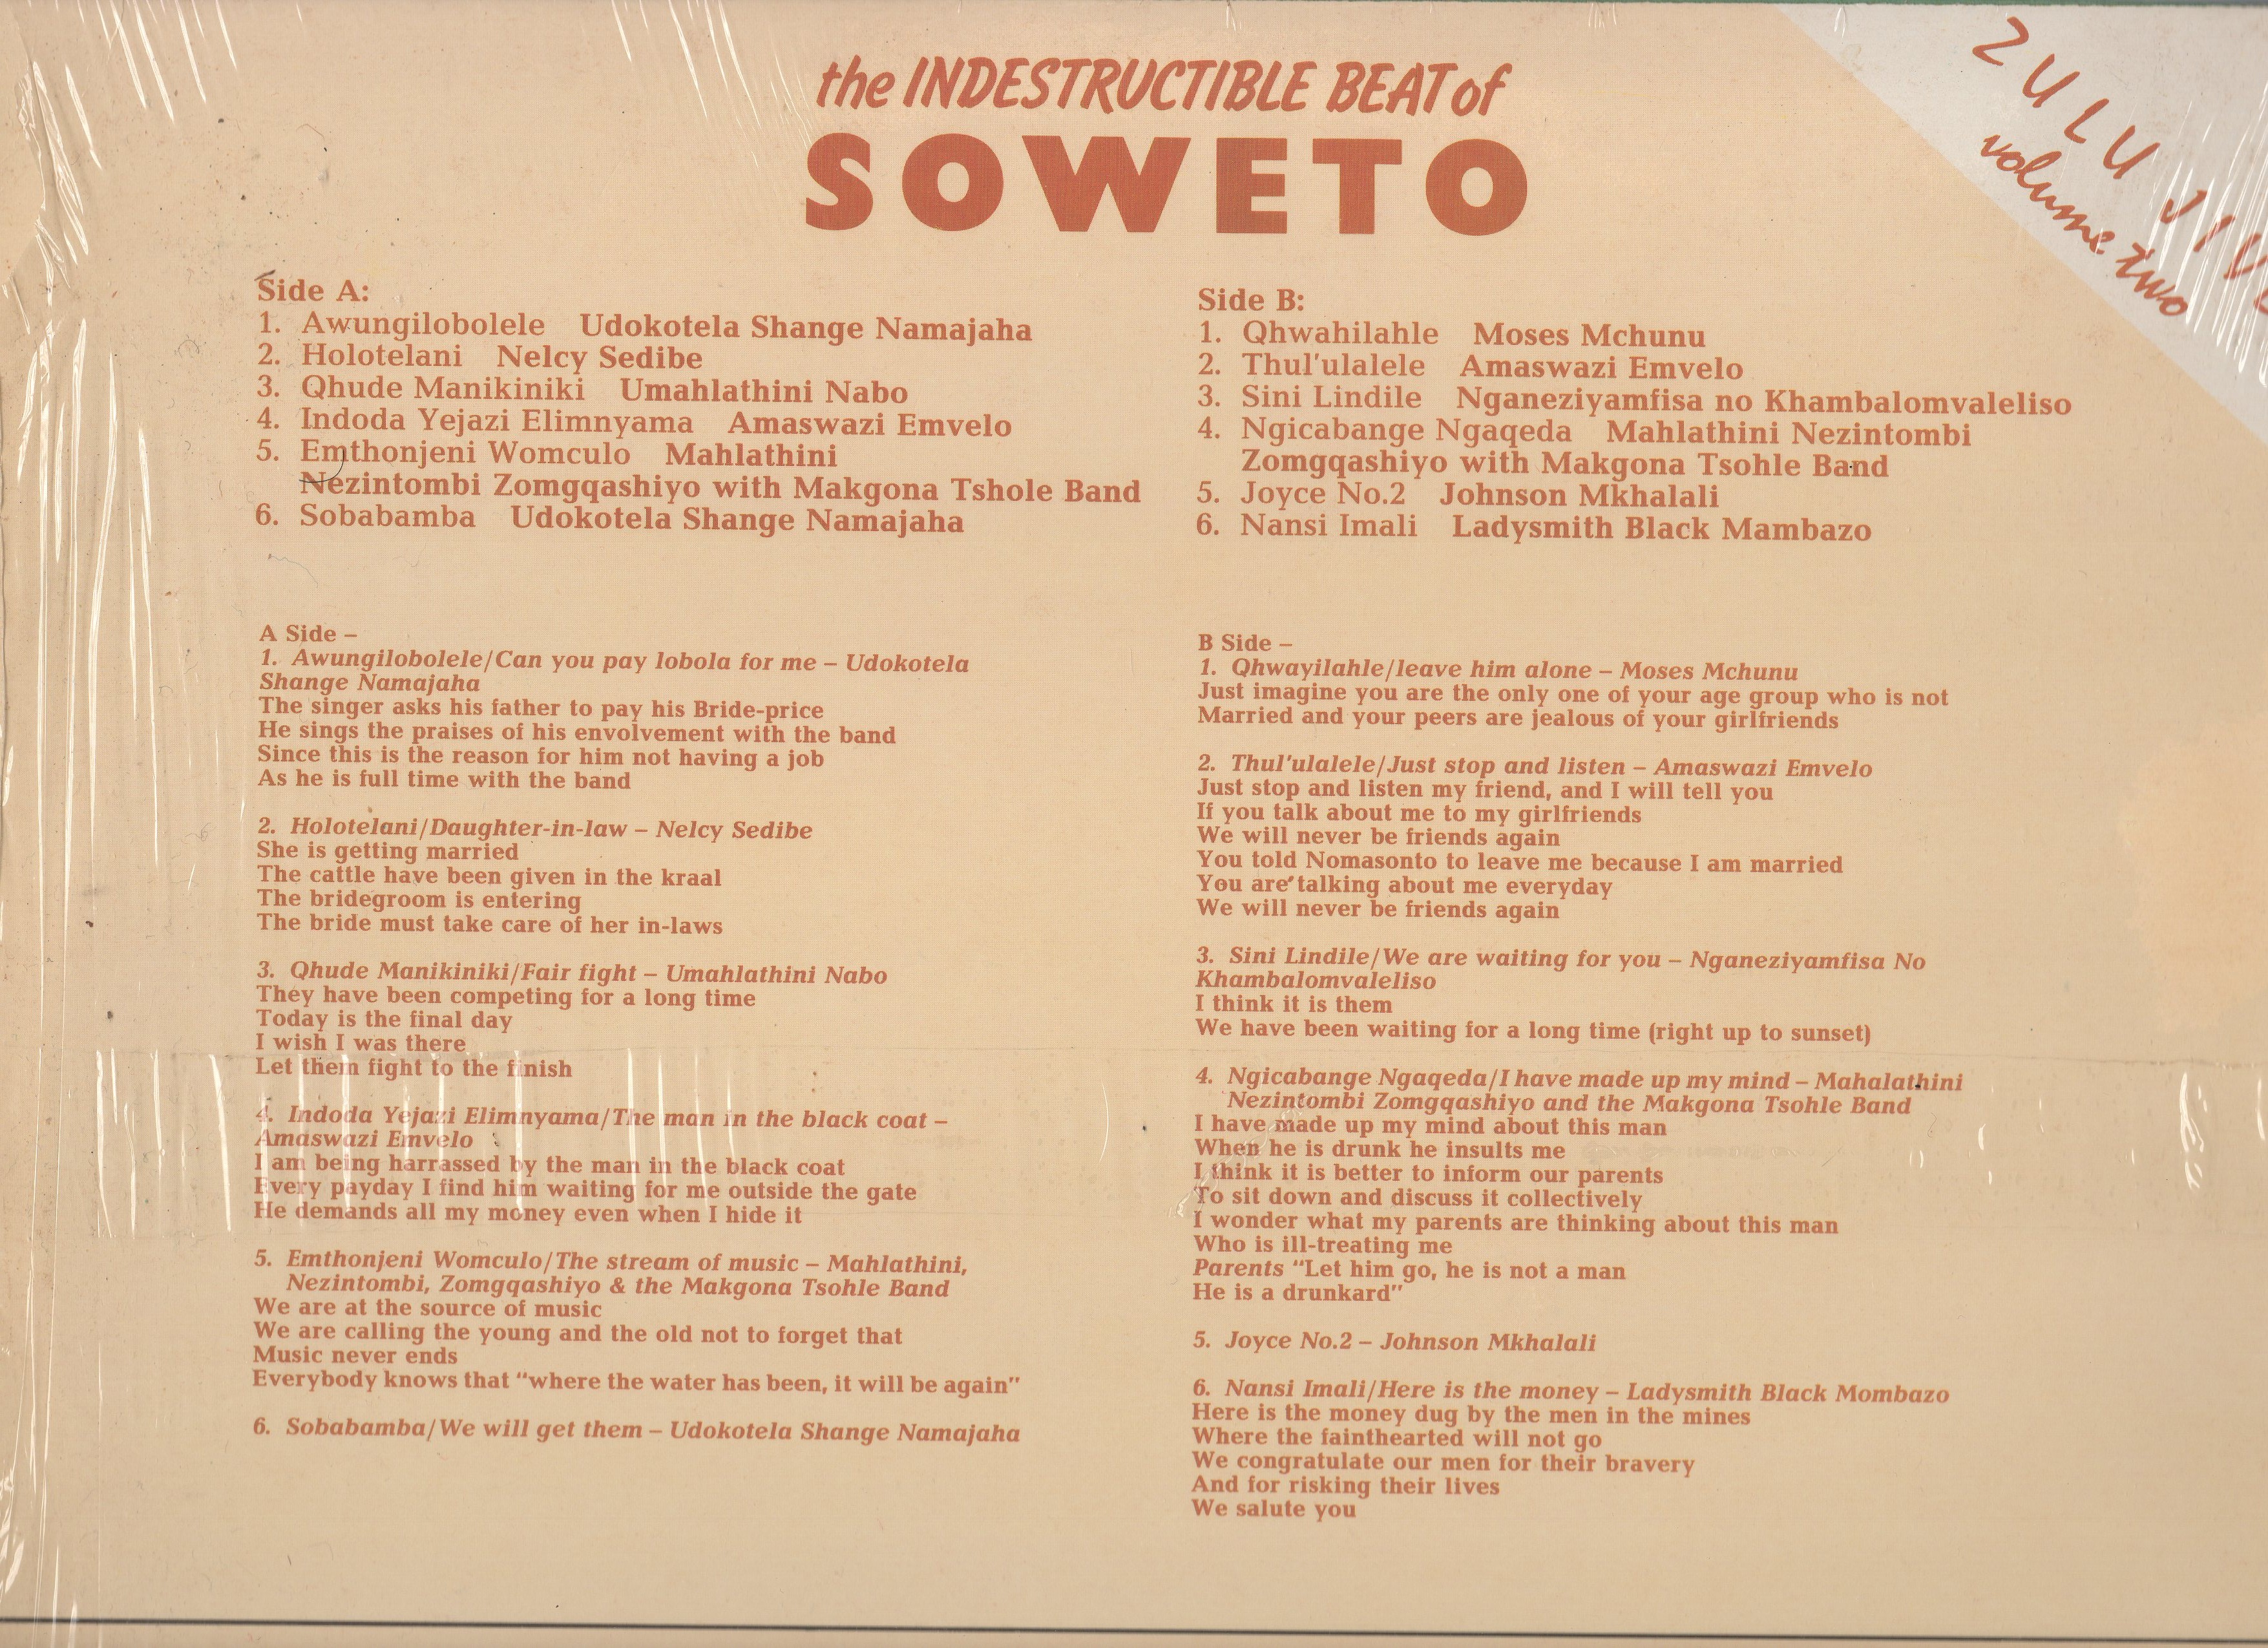 the INDESTRUCTIBLE BEAT of
SOWETO
ZULU
volume two
Side A:
1. Awungilobolele Udokotela Shange Namajaha
2. Holotelani Nelcy Sedibe
3. Qhude Manikiniki Umahlathini Nabo
4. Indoda Yejazi Elimnyama Amaswazi Emvelo
5. Emthonjeni Womculo Mahlathini
Nezintombi Zomgqashiyo with Makgona Tshole Band
6. Sobabamba Udokotela Shange Namajaha
Side B:
1. Qhwahilahle Moses Mchunu
2. Thul'ulalele Amaswazi Emvelo
3. Sini Lindile Nganeziyamfisa no Khambalomvaleliso
4. Ngicabange Ngaqeda Mahlathini Nezintombi
Zomgqashiyo with Makgona Tsohle Band
5. Joyce No.2 Johnson Mkhalali
6. Nansi Imali Ladysmith Black Mambazo
A Side –
1. Awungilobolele/Can you pay lobola for me – Udokotela
Shange Namajaha
The singer asks his father to pay his Bride-price
He sings the praises of his envolvement with the band
Since this is the reason for him not having a job
As he is full time with the band
2. Holotelani/Daughter-in-law – Nelcy Sedibe
She is getting married
The cattle have been given in the kraal
The bridegroom is entering
The bride must take care of her in-laws
3. Qhude Manikiniki/Fair fight – Umahlathini Nabo
They have been competing for a long time
Today is the final day
I wish I was there
Let them fight to the finish
4. Indoda Yejazi Elimnyama/The man in the black coat –
Amaswazi Emvelo
I am being harrassed by the man in the black coat
Every payday I find him waiting for me outside the gate
He demands all my money even when I hide it
5. Emthonjeni Womculo/The stream of music – Mahlathini,
Nezintombi, Zomgqashiyo & the Makgona Tsohle Band
We are at the source of music
We are calling the young and the old not to forget that
Music never ends
Everybody knows that "where the water has been, it will be again"
6. Sobabamba/We will get them – Udokotela Shange Namajaha
B Side –
1. Qhwayilahle/leave him alone – Moses Mchunu
Just imagine you are the only one of your age group who is not
Married and your peers are jealous of your girlfriends
2. Thul'ulalele/Just stop and listen – Amaswazi Emvelo
Just stop and listen my friend, and I will tell you
If you talk about me to my girlfriends
We will never be friends again
You told Nomasonto to leave me because I am married
You are talking about me everyday
We will never be friends again
3. Sini Lindile/We are waiting for you – Nganeziyamfisa No
Khambalomvaleliso
I think it is them
We have been waiting for a long time (right up to sunset)
4. Ngicabange Ngaqeda/I have made up my mind – Mahalathini
Nezintombi Zomgqashiyo and the Makgona Tsohle Band
I have made up my mind about this man
When he is drunk he insults me
I think it is better to inform our parents
To sit down and discuss it collectively
I wonder what my parents are thinking about this man
Who is ill-treating me
Parents "Let him go, he is not a man
He is a drunkard"
5. Joyce No.2 – Johnson Mkhalali
6. Nansi Imali/Here is the money – Ladysmith Black Mombazo
Here is the money dug by the men in the mines
Where the fainthearted will not go
We congratulate our men for their bravery
And for risking their lives
We salute you